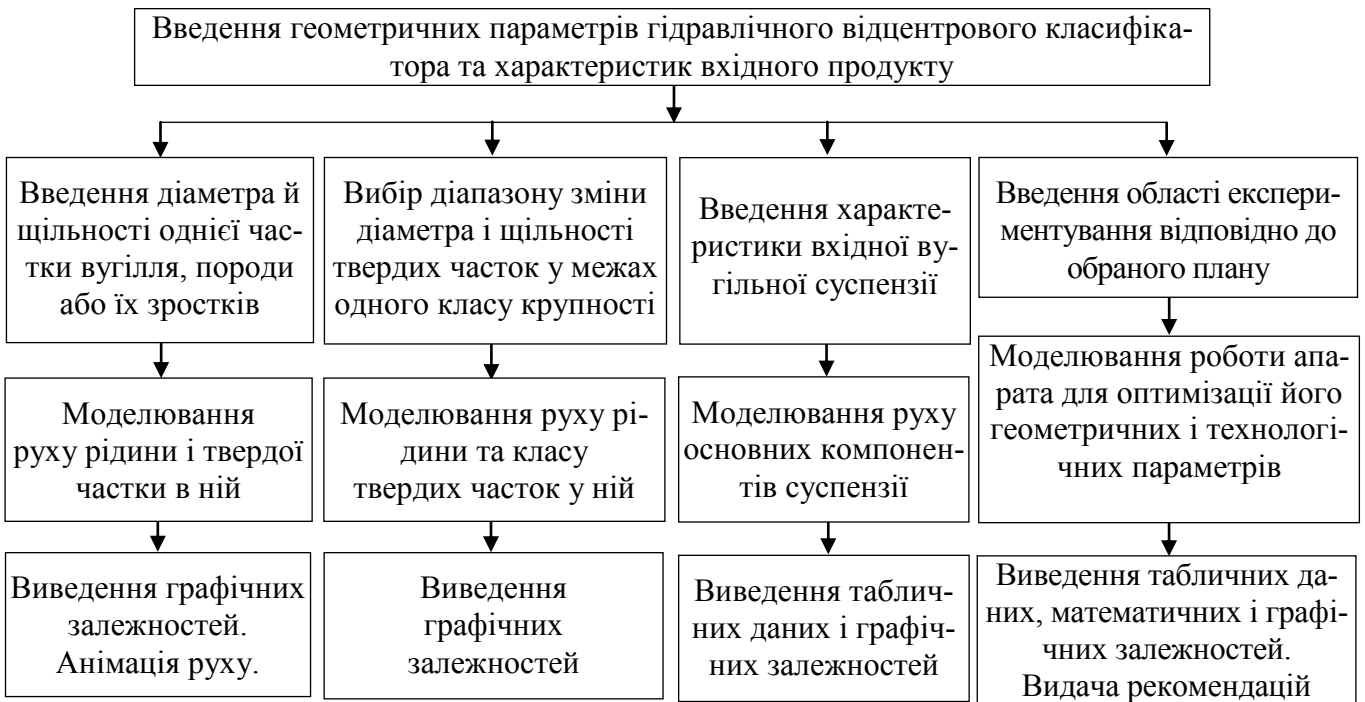 Введення геометричних параметрів гідравлічного відцентрового класифіка-
тора та характеристик вхідного продукту
Введення діаметра й
щільності однієї час-
тки вугілля, породи
або їх зростків
Вибір діапазону зміни
діаметра і щільності
твердих часток у межах
одного класу крупності
Введення характе-
ристики вхідної ву-
гільної суспензії
Введення області експери-
ментування відповідно до
обраного плану
Моделювання
руху рідини і твердої
частки в ній
Моделювання руху рі-
дини та класу
твердих часток у ній
Моделювання руху
основних компонен-
тів суспензії
Моделювання роботи апа-
рата для оптимізації його
геометричних і технологі-
чних параметрів
Виведення графічних
залежностей.
Анімація руху.
Виведення
графічних
залежностей
Виведення таблич-
них даних і графіч-
них залежностей
Виведення табличних да-
них, математичних і графі-
чних залежностей.
Видача рекомендацій